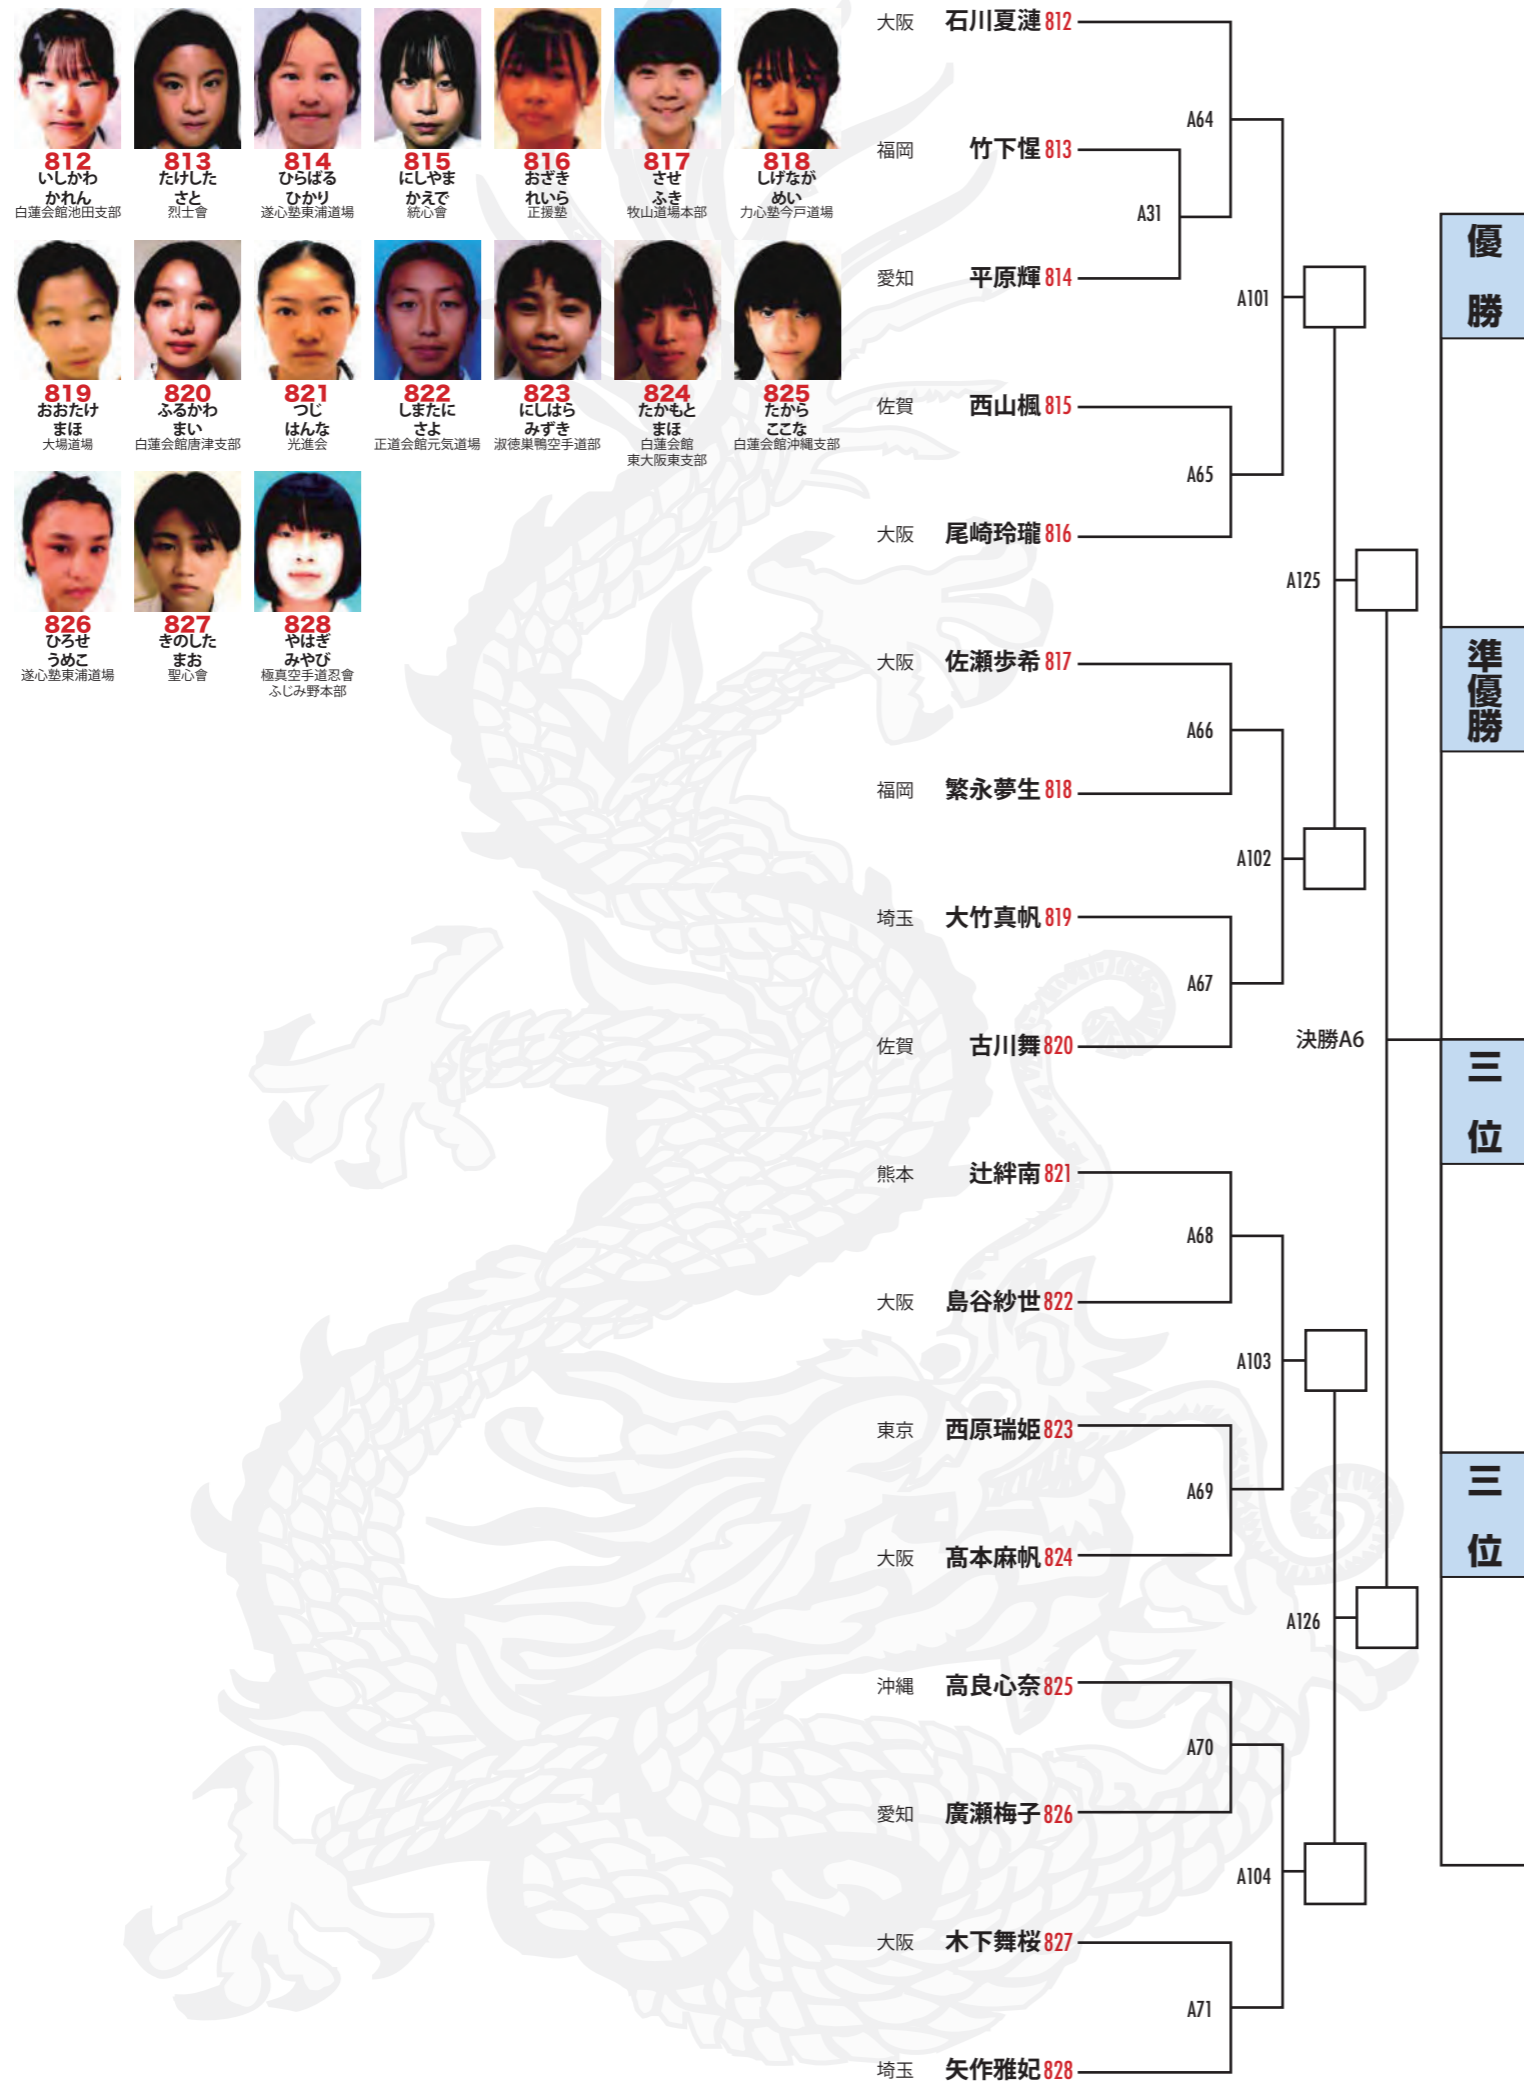 812
いしかわ
かれん
白蓮会館池田支部
813
たけした
さと
烈士會
814
ひらばる
ひかり
遂心塾東浦道場
815
にしやま
かえで
統心會
816
おざき
れいら
正援塾
817
させ
ふき
牧山道場本部
818
しげなが
めい
力心塾今戸道場
819
おおたけ
まほ
大場道場
820
ふるかわ
まい
白蓮会館唐津支部
821
つじ
はんな
光進会
822
しまたに
さよ
正道会館元気道場
823
にしはら
みずき
淑徳巣鴨空手道部
824
たかもと
まほ
白蓮会館
東大阪東支部
825
たから
ここな
白蓮会館沖縄支部
826
ひろせ
うめこ
遂心塾東浦道場
827
きのした
まお
聖心會
828
やはぎ
みやび
極真空手道忍會
ふじみ野本部
大阪 石川夏漣 812
A64
福岡 竹下惺 813
A31
愛知 平原輝 814
A101
佐賀 西山楓 815
A65
大阪 尾崎玲瓏 816
A125
大阪 佐瀬歩希 817
A66
福岡 繁永夢生 818
A102
埼玉 大竹真帆 819
A67
佐賀 古川舞 820
決勝A6
熊本 辻絆南 821
A68
大阪 島谷紗世 822
A103
東京 西原瑞姫 823
A69
大阪 髙本麻帆 824
A126
沖縄 高良心奈 825
A70
愛知 廣瀬梅子 826
A104
大阪 木下舞桜 827
A71
埼玉 矢作雅妃 828
優勝
準優勝
三位
三位